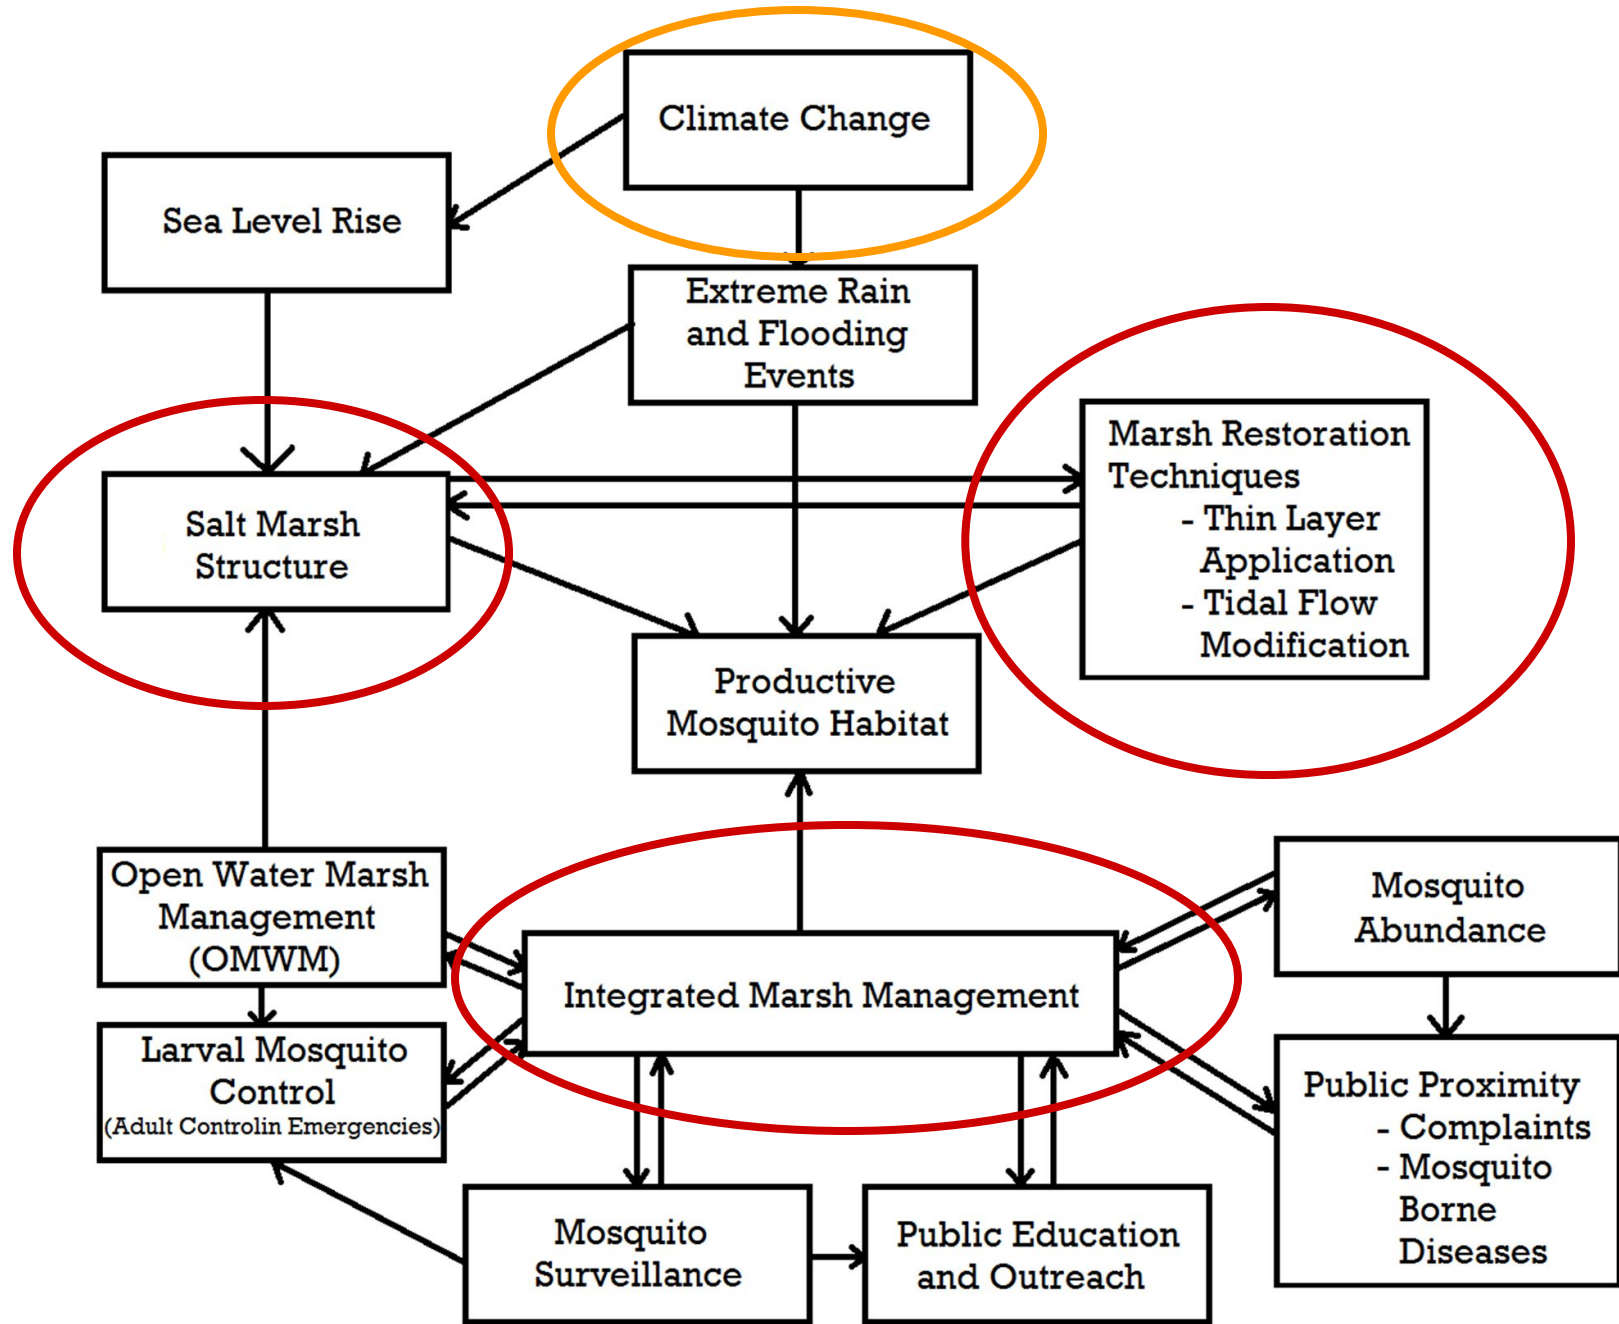 Climate Change
Sea Level Rise
Extreme Rain
and Flooding
Events
Marsh Restoration
Techniques
- Thin Layer
Application
- Tidal Flow
Modification
Salt Marsh
Structure
Productive
Mosquito Habitat
Open Water Marsh
Management
(OMWM)
Mosquito
Abundance
Integrated Marsh Management
Larval Mosquito
Control
(Adult Controlin Emergencies)
Public Proximity
- Complaints
- Mosquito
Borne
Diseases
Mosquito
Surveillance
Public Education
and Outreach